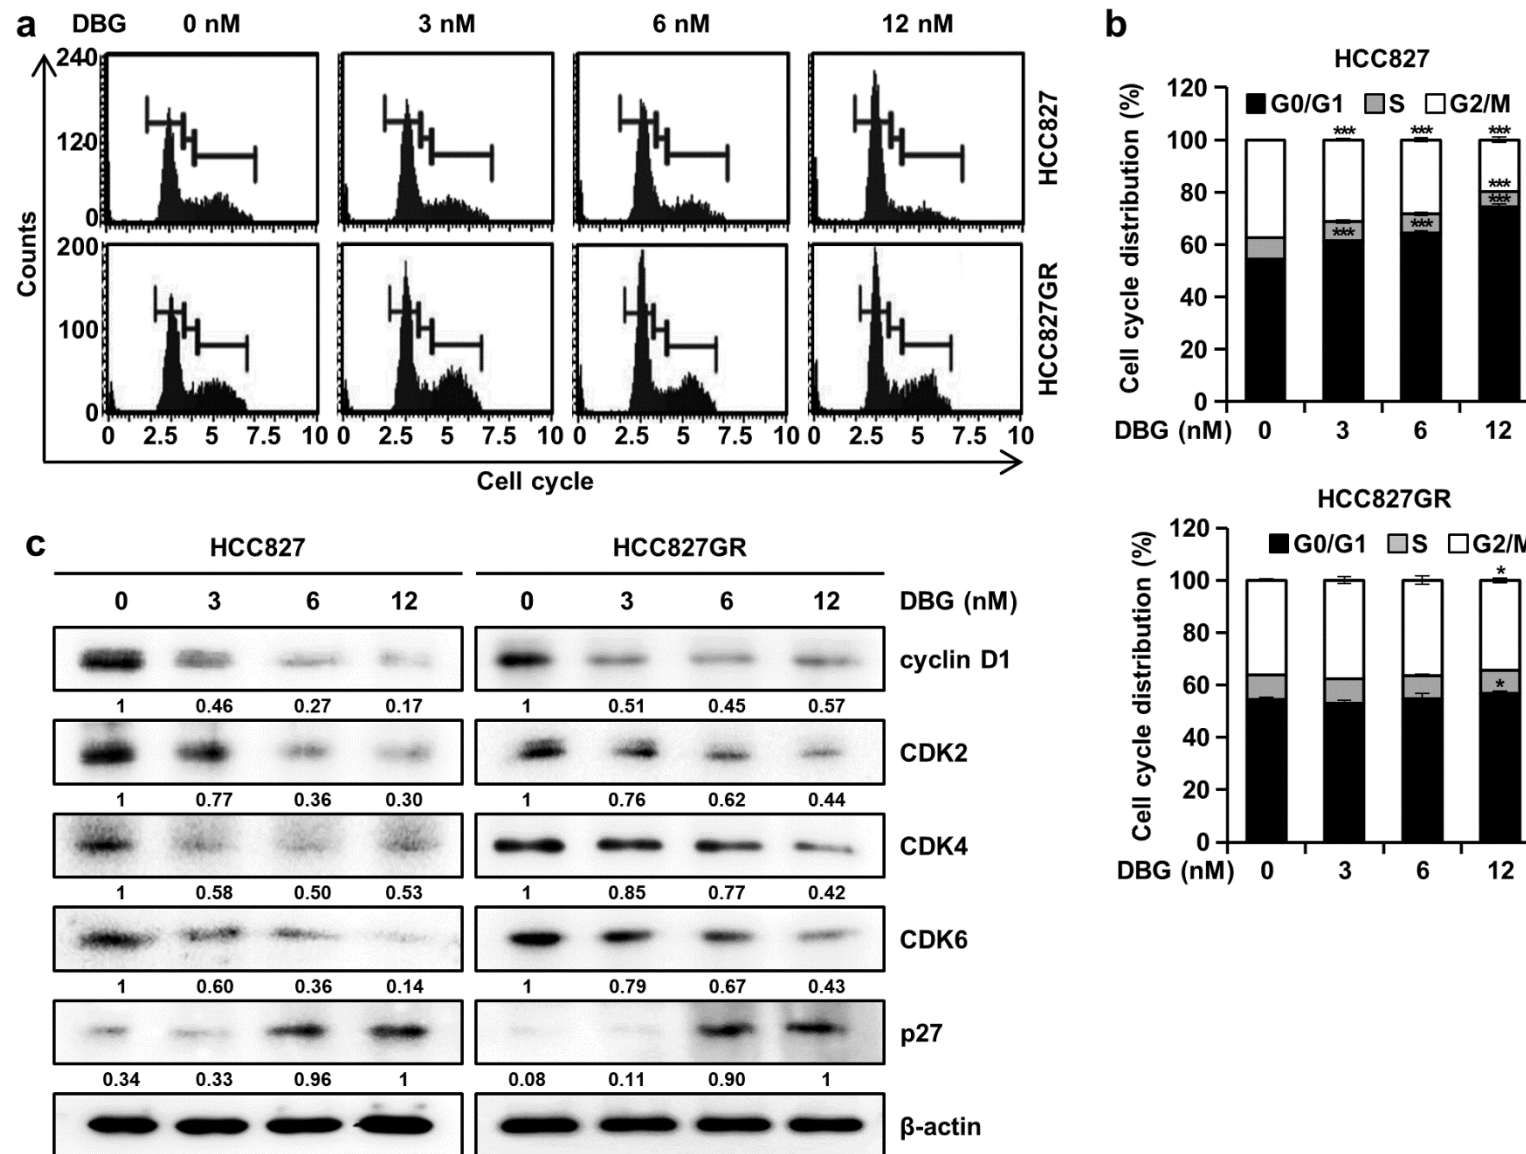 a DBG 0 nM 3 nM 6 nM 12 nM
240
120
0
HCC827
200
100
0
HCC827GR
Counts
0 2.5 5 7.5 10 0 2.5 5 7.5 10 0 2.5 5 7.5 10 0 2.5 5 7.5 10
Cell cycle
b
HCC827
G0/G1 S G2/M
Cell cycle distribution (%)
120
100
80
60
40
20
0
*** *** ***
***
*** *** ***
DBG (nM) 0 3 6 12
HCC827GR
G0/G1 S G2/M
Cell cycle distribution (%)
120
100
80
60
40
20
0
*
*
DBG (nM) 0 3 6 12
c
HCC827 HCC827GR
0 3 6 12 0 3 6 12 DBG (nM)
cyclin D1
1 0.46 0.27 0.17 1 0.51 0.45 0.57
CDK2
1 0.77 0.36 0.30 1 0.76 0.62 0.44
CDK4
1 0.58 0.50 0.53 1 0.85 0.77 0.42
CDK6
1 0.60 0.36 0.14 1 0.79 0.67 0.43
p27
0.34 0.33 0.96 1 0.08 0.11 0.90 1
β-actin